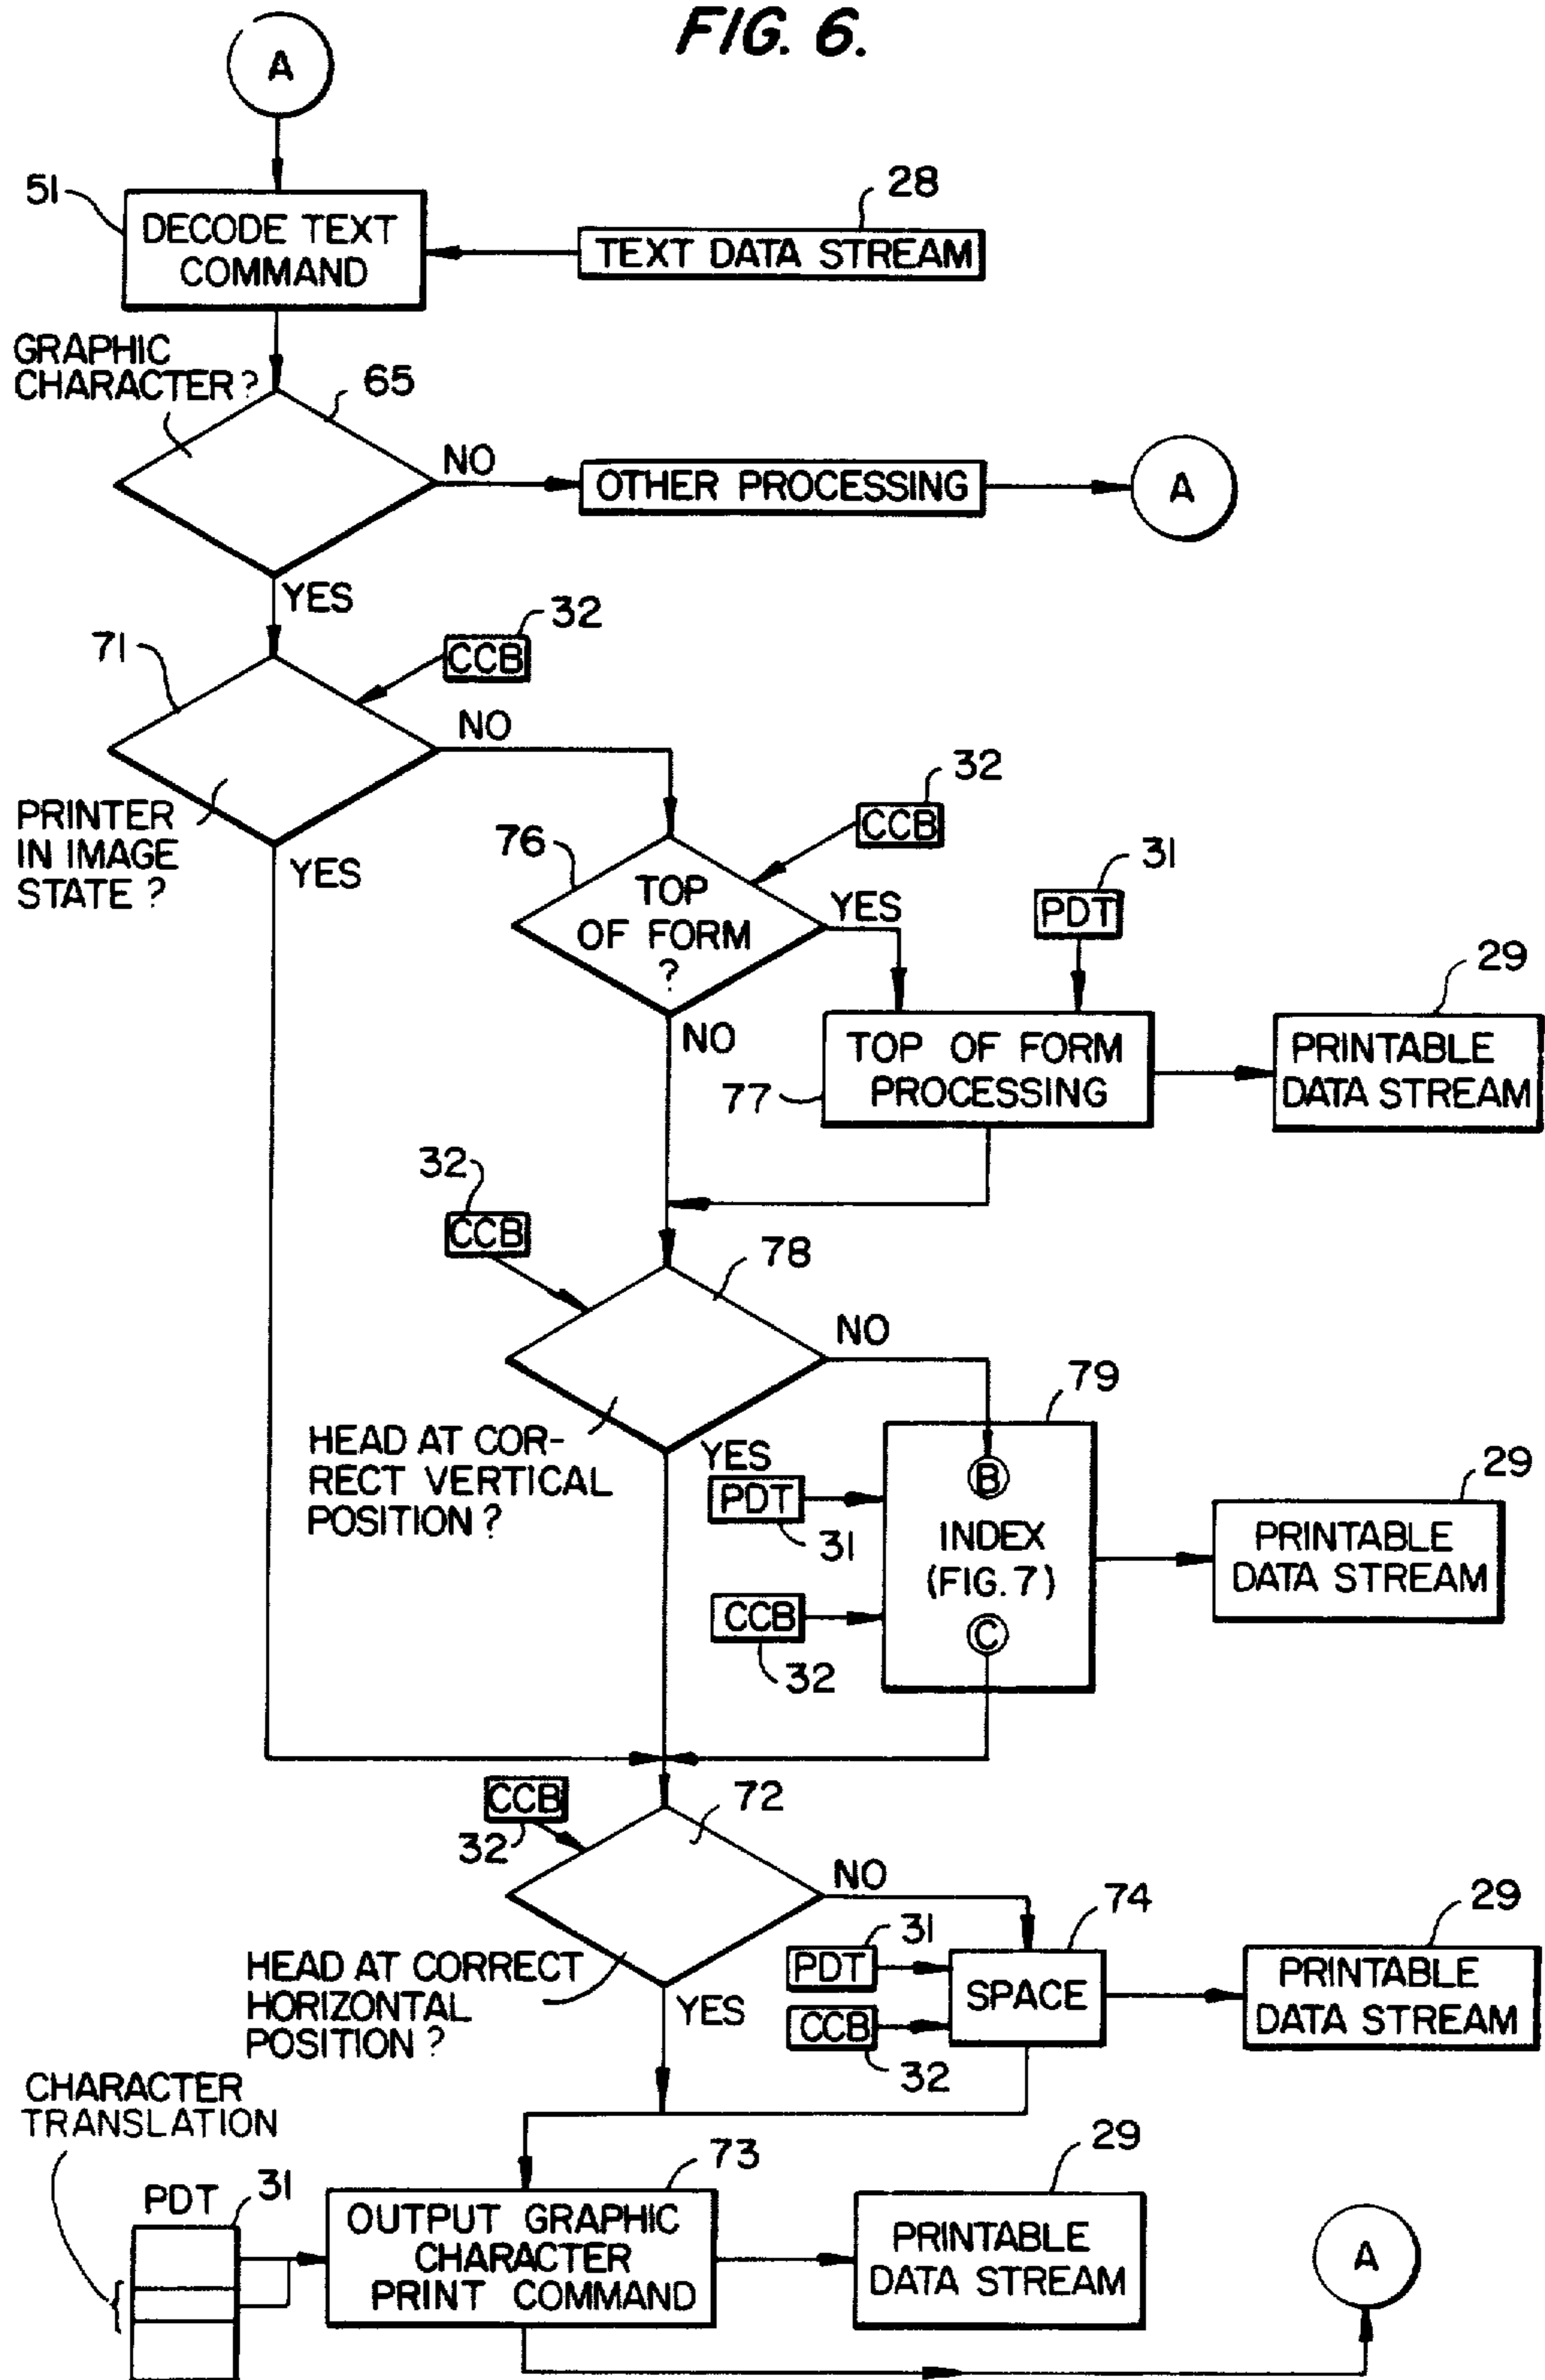 FIG. 6.
A
51
DECODE TEXT
COMMAND
28
TEXT DATA STREAM
GRAPHIC
CHARACTER?
65
NO
OTHER PROCESSING
A
YES
71
32
CCB
NO
PRINTER
IN IMAGE
STATE ?
YES
76
TOP
OF FORM
?
32
CCB
YES
31
PDT
NO
77
TOP OF FORM
PROCESSING
29
PRINTABLE
DATA STREAM
32
CCB
78
NO
HEAD AT COR-
RECT VERTICAL
POSITION ?
YES
PDT
31
CCB
32
79
B
INDEX
(FIG. 7)
C
29
PRINTABLE
DATA STREAM
CCB
32
72
NO
HEAD AT CORRECT
HORIZONTAL
POSITION ?
YES
31
PDT
CCB
32
74
SPACE
29
PRINTABLE
DATA STREAM
CHARACTER
TRANSLATION
PDT
31
73
OUTPUT GRAPHIC
CHARACTER
PRINT COMMAND
29
PRINTABLE
DATA STREAM
A